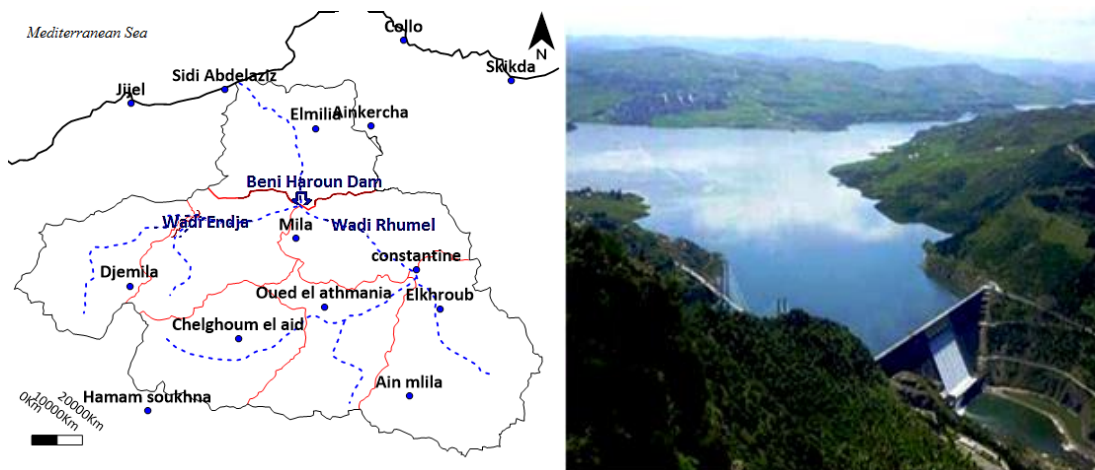 Mediterranean Sea
Collo
N
Skikda
Sidi Abdelaziz
Jijel
Elmilia
Ainkercha
Beni Haroun Dam
Wadi Endja
Wadi Rhumel
Mila
constantine
Djemila
Oued el athmania
Elkhroub
Chelghoum el aid
Ain mlila
Hamam soukhna
0Km
10000Km
20000Km